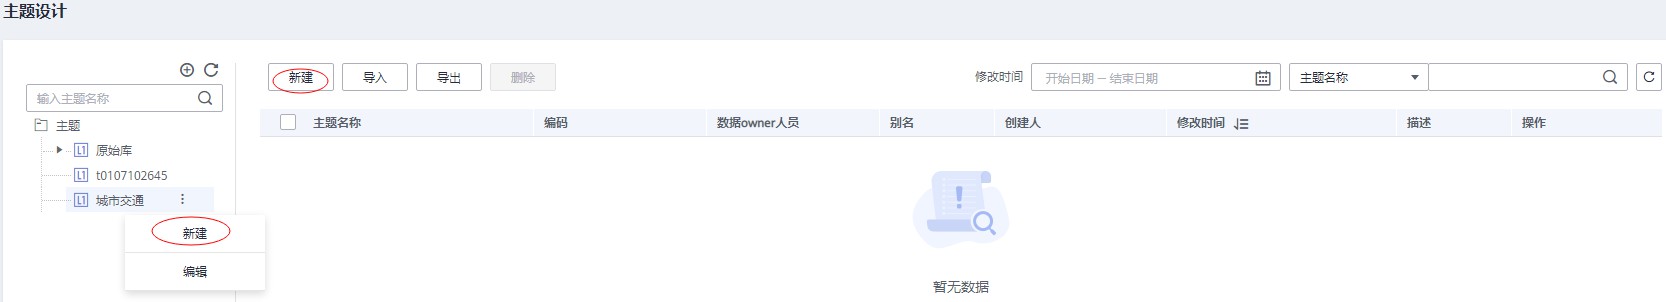 主题设计
新建 导入 导出 删除 修改时间 开始日期 – 结束日期 主题名称
输入主题名称
主题名称 编码 数据owner人员 别名 创建人 修改时间 描述 操作
主题
L1 原始库
L1 t0107102645
L1 城市交通
新建
编辑
暂无数据